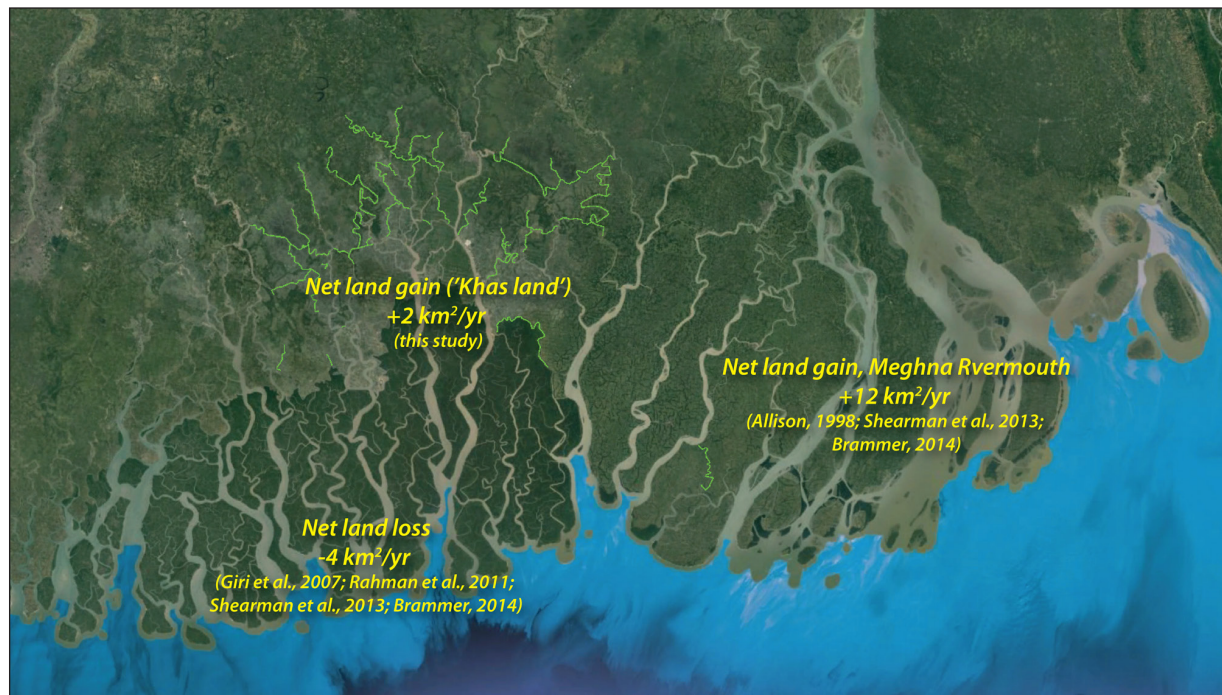 Net land gain ('Khas land')
+2 km²/yr
(this study)
Net land gain, Meghna Rvermouth
+12 km²/yr
(Allison, 1998; Shearman et al., 2013;
Brammer, 2014)
Net land loss
-4 km²/yr
(Giri et al., 2007; Rahman et al., 2011;
Shearman et al., 2013; Brammer, 2014)